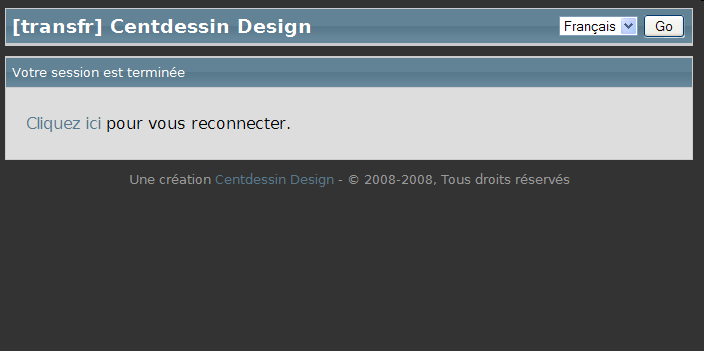 [transfr] Centdessin Design
Français
Go
Votre session est terminée
Cliquez ici pour vous reconnecter.
Une création Centdessin Design - © 2008-2008, Tous droits réservés